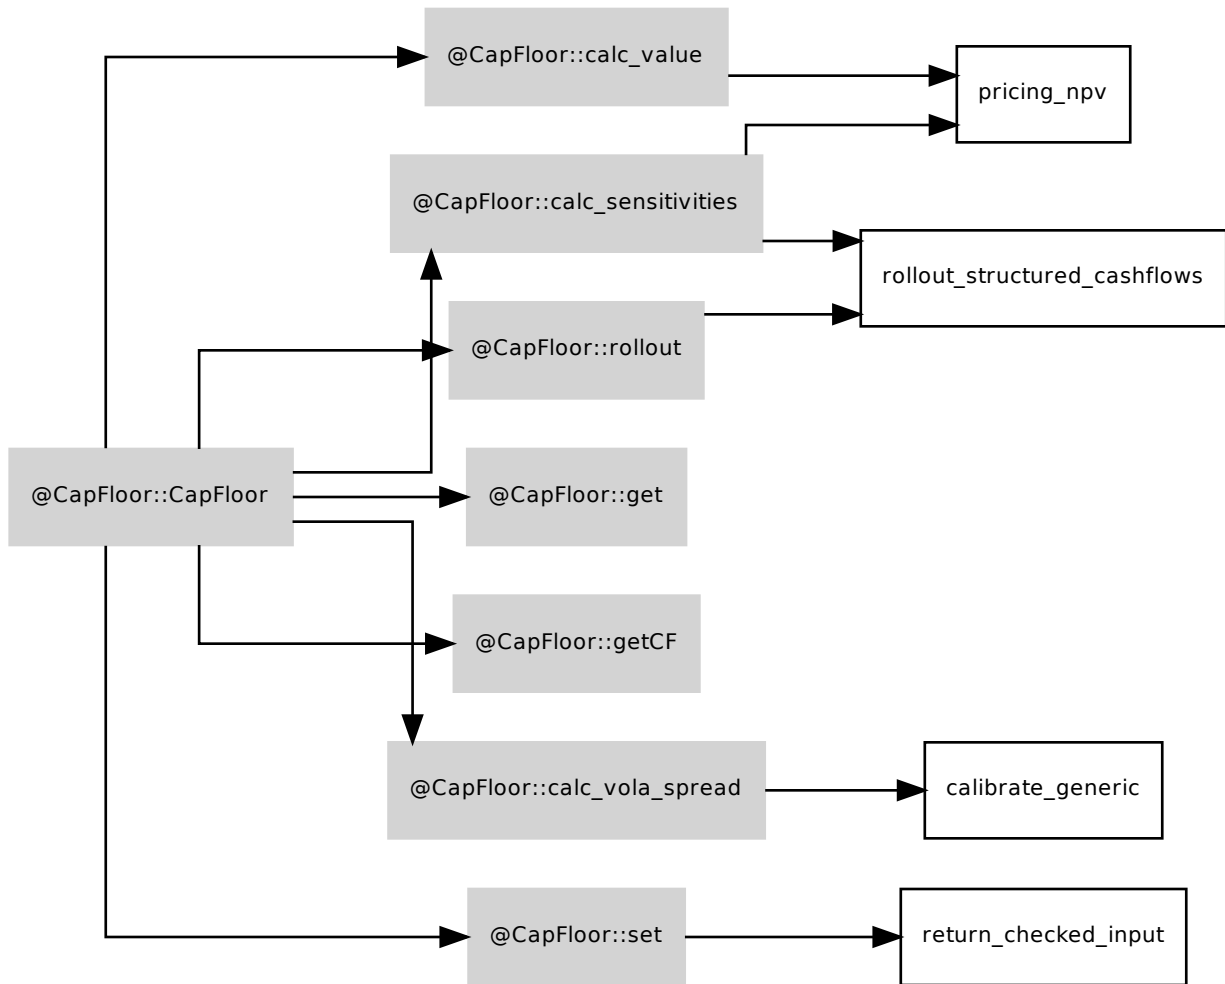 @CapFloor::calc_value
pricing_npv
@CapFloor::calc_sensitivities
rollout_structured_cashflows
@CapFloor::rollout
@CapFloor::CapFloor
@CapFloor::get
@CapFloor::getCF
@CapFloor::calc_vola_spread
calibrate_generic
@CapFloor::set
return_checked_input